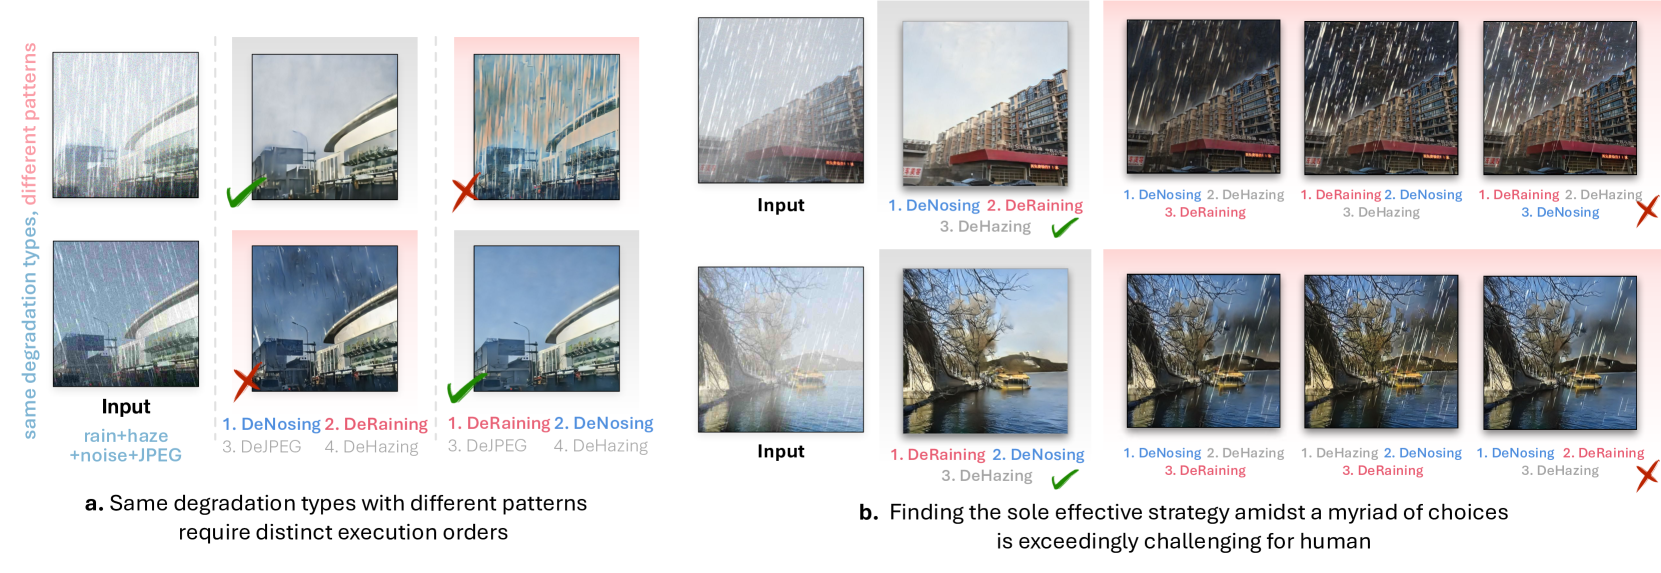 same degradation types, different patterns
Input
rain+haze
+noise+JPEG
1. DeNosing 2. DeRaining
3. DeJPEG 4. DeHazing
1. DeRaining 2. DeNosing
3. DeJPEG 4. DeHazing
a. Same degradation types with different patterns
require distinct execution orders
Input
1. DeNosing 2. DeRaining
3. DeHazing
1. DeNosing 2. DeHazing
3. DeRaining
1. DeRaining 2. DeNosing
3. DeHazing
1. DeRaining 2. DeHazing
3. DeNosing
Input
1. DeRaining 2. DeNosing
3. DeHazing
1. DeNosing 2. DeHazing
3. DeRaining
1. DeHazing 2. DeNosing
3. DeRaining
1. DeNosing 2. DeRaining
3. DeHazing
b. Finding the sole effective strategy amidst a myriad of choices
is exceedingly challenging for human